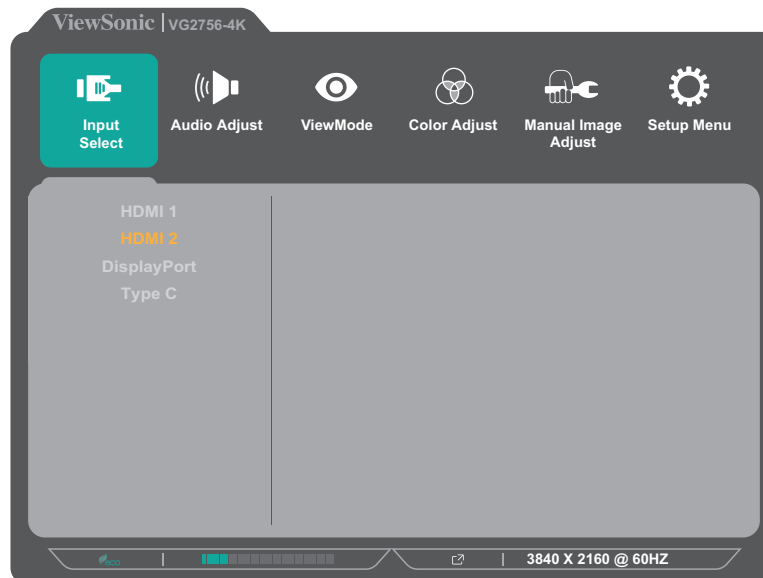 ViewSonic | VG2756-4K
Input
Select
Audio Adjust
ViewMode
Color Adjust
Manual Image
Adjust
Setup Menu
HDMI 1
HDMI 2
DisplayPort
Type C
eco
3840 X 2160 @ 60HZ